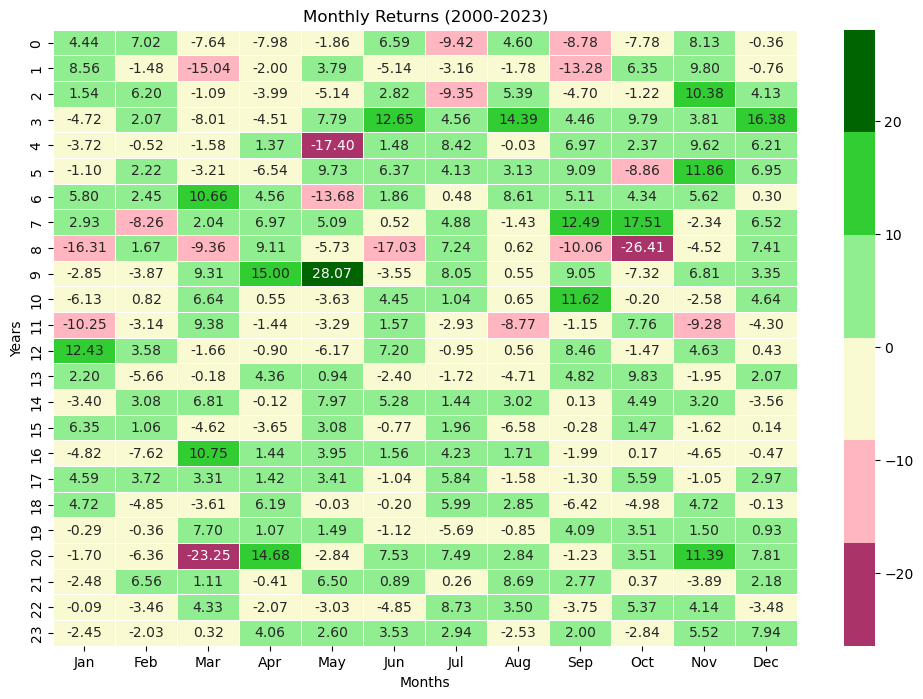 Monthly Returns (2000-2023)
0 4.44 7.02 -7.64 -7.98 -1.86 6.59 -9.42 4.60 -8.78 -7.78 8.13 -0.36
1 8.56 -1.48 -15.04 -2.00 3.79 -5.14 -3.16 -1.78 -13.28 6.35 9.80 -0.76
2 1.54 6.20 -1.09 -3.99 -5.14 2.82 -9.35 5.39 -4.70 -1.22 10.38 4.13
3 -4.72 2.07 -8.01 -4.51 7.79 12.65 4.56 14.39 4.46 9.79 3.81 16.38
4 -3.72 -0.52 -1.58 1.37 -17.40 1.48 8.42 -0.03 6.97 2.37 9.62 6.21
5 -1.10 2.22 -3.21 -6.54 9.73 6.37 4.13 3.13 9.09 -8.86 11.86 6.95
6 5.80 2.45 10.66 4.56 -13.68 1.86 0.48 8.61 5.11 4.34 5.62 0.30
7 2.93 -8.26 2.04 6.97 5.09 0.52 4.88 -1.43 12.49 17.51 -2.34 6.52
8 -16.31 1.67 -9.36 9.11 -5.73 -17.03 7.24 0.62 -10.06 -26.41 -4.52 7.41
9 -2.85 -3.87 9.31 15.00 28.07 -3.55 8.05 0.55 9.05 -7.32 6.81 3.35
10 -6.13 0.82 6.64 0.55 -3.63 4.45 1.04 0.65 11.62 -0.20 -2.58 4.64
11 -10.25 -3.14 9.38 -1.44 -3.29 1.57 -2.93 -8.77 -1.15 7.76 -9.28 -4.30
12 12.43 3.58 -1.66 -0.90 -6.17 7.20 -0.95 0.56 8.46 -1.47 4.63 0.43
13 2.20 -5.66 -0.18 4.36 0.94 -2.40 -1.72 -4.71 4.82 9.83 -1.95 2.07
14 -3.40 3.08 6.81 -0.12 7.97 5.28 1.44 3.02 0.13 4.49 3.20 -3.56
15 6.35 1.06 -4.62 -3.65 3.08 -0.77 1.96 -6.58 -0.28 1.47 -1.62 0.14
16 -4.82 -7.62 10.75 1.44 3.95 1.56 4.23 1.71 -1.99 0.17 -4.65 -0.47
17 4.59 3.72 3.31 1.42 3.41 -1.04 5.84 -1.58 -1.30 5.59 -1.05 2.97
18 4.72 -4.85 -3.61 6.19 -0.03 -0.20 5.99 2.85 -6.42 -4.98 4.72 -0.13
19 -0.29 -0.36 7.70 1.07 1.49 -1.12 -5.69 -0.85 4.09 3.51 1.50 0.93
20 -1.70 -6.36 -23.25 14.68 -2.84 7.53 7.49 2.84 -1.23 3.51 11.39 7.81
21 -2.48 6.56 1.11 -0.41 6.50 0.89 0.26 8.69 2.77 0.37 -3.89 2.18
22 -0.09 -3.46 4.33 -2.07 -3.03 -4.85 8.73 3.50 -3.75 5.37 4.14 -3.48
23 -2.45 -2.03 0.32 4.06 2.60 3.53 2.94 -2.53 2.00 -2.84 5.52 7.94
Jan Feb Mar Apr May Jun Jul Aug Sep Oct Nov Dec
Months
Years
20
10
0
−10
−20